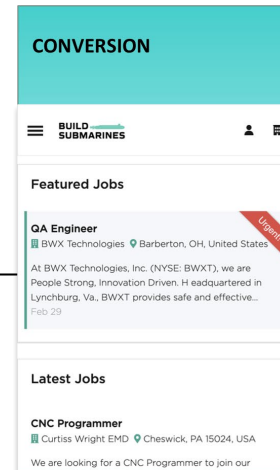 CONVERSION
BUILD
SUBMARINES
Featured Jobs
Urgent
QA Engineer
BWX Technologies Barberton, OH, United States
At BWX Technologies, Inc. (NYSE: BWXT), we are
People Strong, Innovation Driven. H eadquartered in
Lynchburg, Va., BWXT provides safe and effective...
Feb 29
Latest Jobs
CNC Programmer
Curtiss Wright EMD Cheswick, PA 15024, USA
We are looking for a CNC Programmer to join our